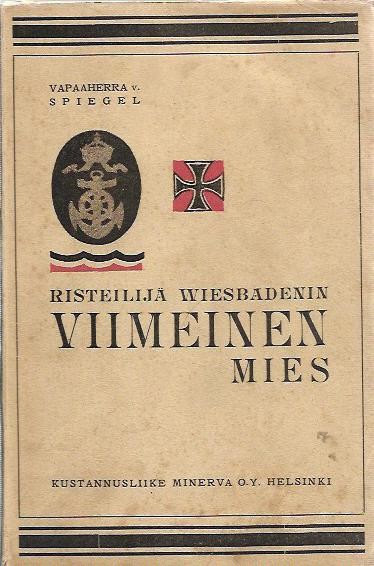 VAPAAHERRA v.
SPIEGEL
RISTEILIJÄ WIESBADENIN
VIIMEINEN
MIES
KUSTANNUSLIIKE MINERVA O.Y. HELSINKI